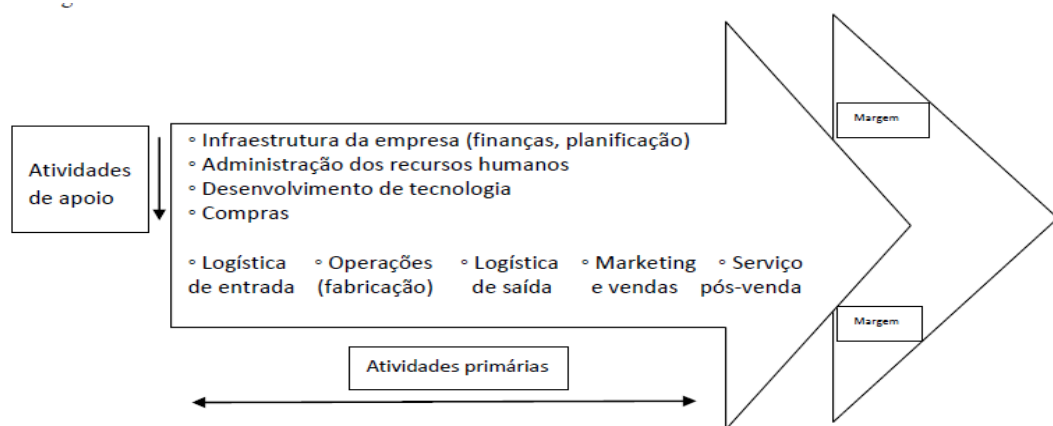 Atividades
de apoio
◦ Infraestrutura da empresa (finanças, planificação)
◦ Administração dos recursos humanos
◦ Desenvolvimento de tecnologia
◦ Compras
◦ Logística ◦ Operações ◦ Logística ◦ Marketing ◦ Serviço
de entrada (fabricação) de saída e vendas pós-venda
Margem
Margem
Atividades primárias